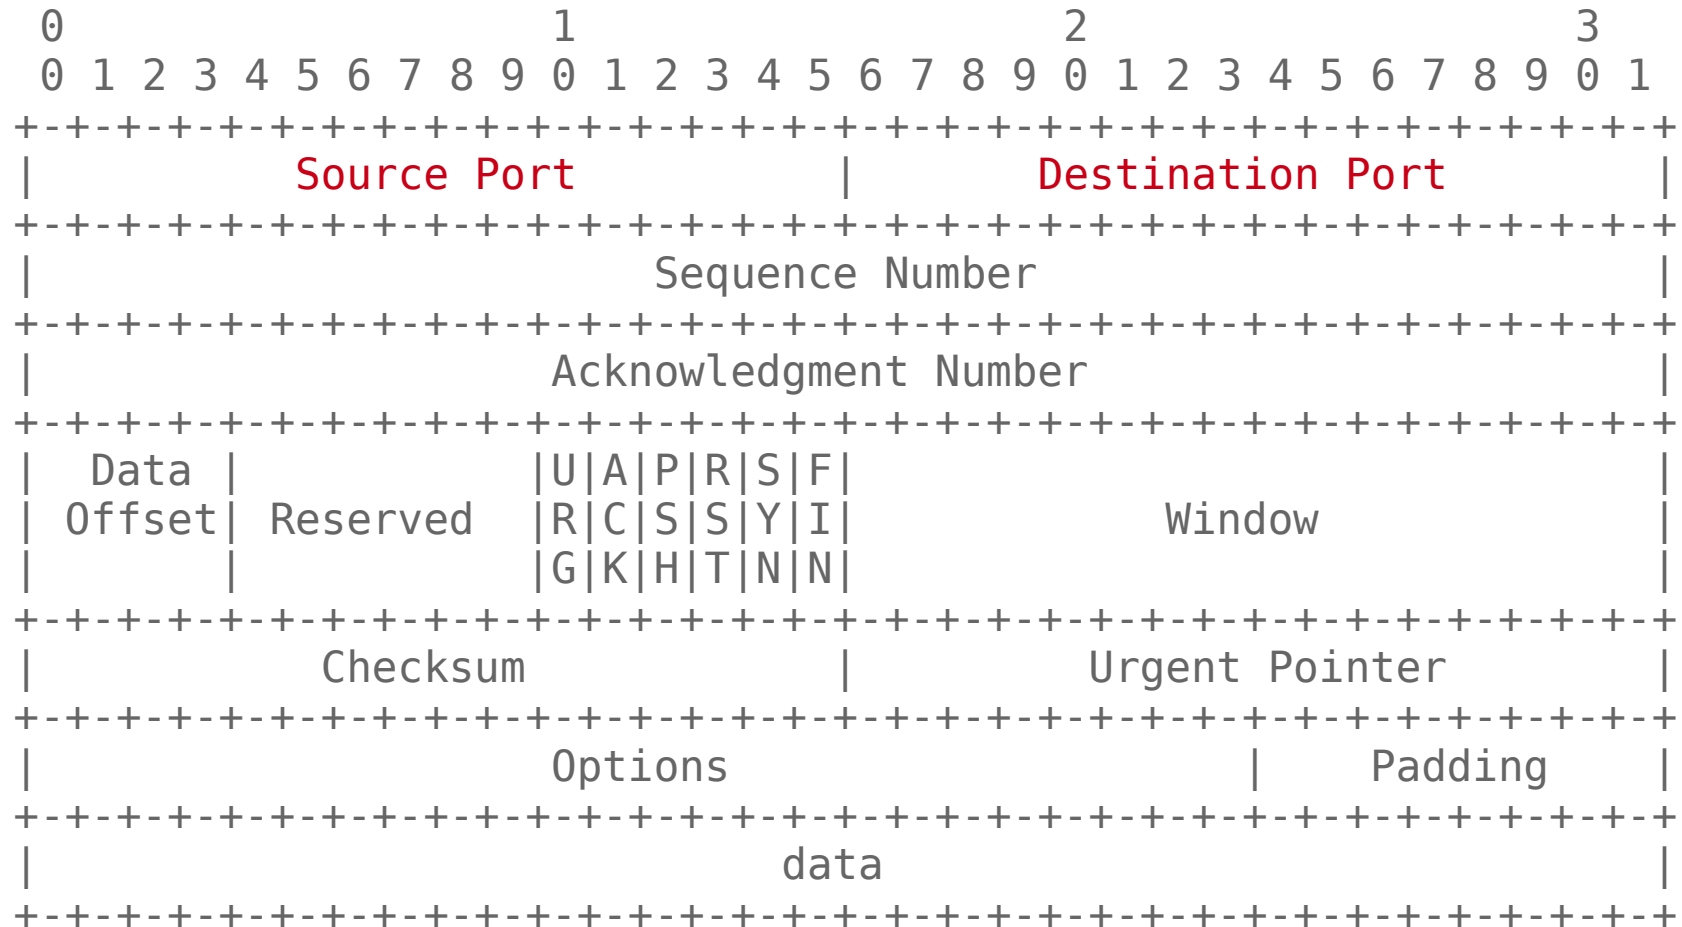 0                   1                   2                   3
 0 1 2 3 4 5 6 7 8 9 0 1 2 3 4 5 6 7 8 9 0 1 2 3 4 5 6 7 8 9 0 1
+-+-+-+-+-+-+-+-+-+-+-+-+-+-+-+-+-+-+-+-+-+-+-+-+-+-+-+-+-+-+-+-+
|          Source Port          |       Destination Port        |
+-+-+-+-+-+-+-+-+-+-+-+-+-+-+-+-+-+-+-+-+-+-+-+-+-+-+-+-+-+-+-+-+
|                        Sequence Number                        |
+-+-+-+-+-+-+-+-+-+-+-+-+-+-+-+-+-+-+-+-+-+-+-+-+-+-+-+-+-+-+-+-+
|                    Acknowledgment Number                      |
+-+-+-+-+-+-+-+-+-+-+-+-+-+-+-+-+-+-+-+-+-+-+-+-+-+-+-+-+-+-+-+-+
|  Data |           |U|A|P|R|S|F|                               |
| Offset| Reserved  |R|C|S|S|Y|I|            Window             |
|       |           |G|K|H|T|N|N|                               |
+-+-+-+-+-+-+-+-+-+-+-+-+-+-+-+-+-+-+-+-+-+-+-+-+-+-+-+-+-+-+-+-+
|           Checksum            |         Urgent Pointer        |
+-+-+-+-+-+-+-+-+-+-+-+-+-+-+-+-+-+-+-+-+-+-+-+-+-+-+-+-+-+-+-+-+
|                    Options                    |    Padding    |
+-+-+-+-+-+-+-+-+-+-+-+-+-+-+-+-+-+-+-+-+-+-+-+-+-+-+-+-+-+-+-+-+
|                             data                              |
+-+-+-+-+-+-+-+-+-+-+-+-+-+-+-+-+-+-+-+-+-+-+-+-+-+-+-+-+-+-+-+-+